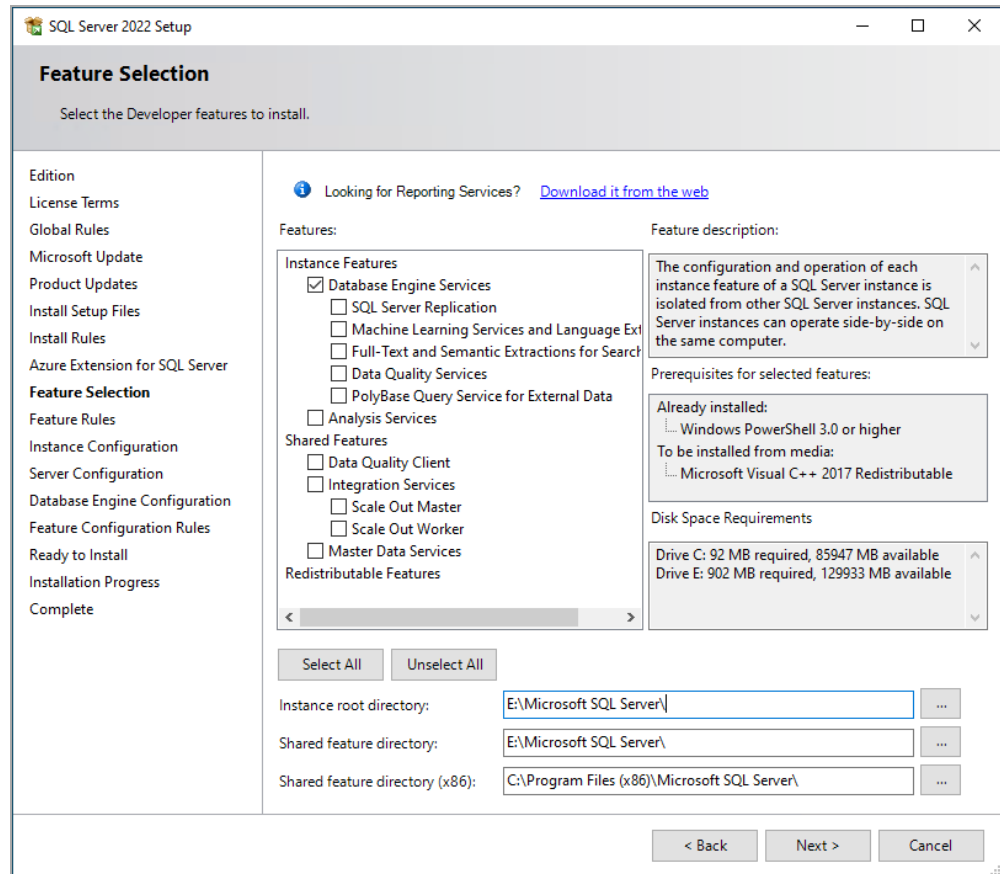 SQL Server 2022 Setup
Feature Selection
Select the Developer features to install.
Edition
License Terms
Global Rules
Microsoft Update
Product Updates
Install Setup Files
Install Rules
Azure Extension for SQL Server
Feature Selection
Feature Rules
Instance Configuration
Server Configuration
Database Engine Configuration
Feature Configuration Rules
Ready to Install
Installation Progress
Complete
Looking for Reporting Services? Download it from the web
Features:
Instance Features
Database Engine Services
SQL Server Replication
Machine Learning Services and Language Ext
Full-Text and Semantic Extractions for Search
Data Quality Services
PolyBase Query Service for External Data
Analysis Services
Shared Features
Data Quality Client
Integration Services
Scale Out Master
Scale Out Worker
Master Data Services
Redistributable Features
Feature description:
The configuration and operation of each
instance feature of a SQL Server instance is
isolated from other SQL Server instances. SQL
Server instances can operate side-by-side on
the same computer.
Prerequisites for selected features:
Already installed:
Windows PowerShell 3.0 or higher
To be installed from media:
Microsoft Visual C++ 2017 Redistributable
Disk Space Requirements
Drive C: 92 MB required, 85947 MB available
Drive E: 902 MB required, 129933 MB available
Select All Unselect All
Instance root directory: E:\Microsoft SQL Server\ ...
Shared feature directory: E:\Microsoft SQL Server\ ...
Shared feature directory (x86): C:\Program Files (x86)\Microsoft SQL Server\ ...
< Back Next > Cancel